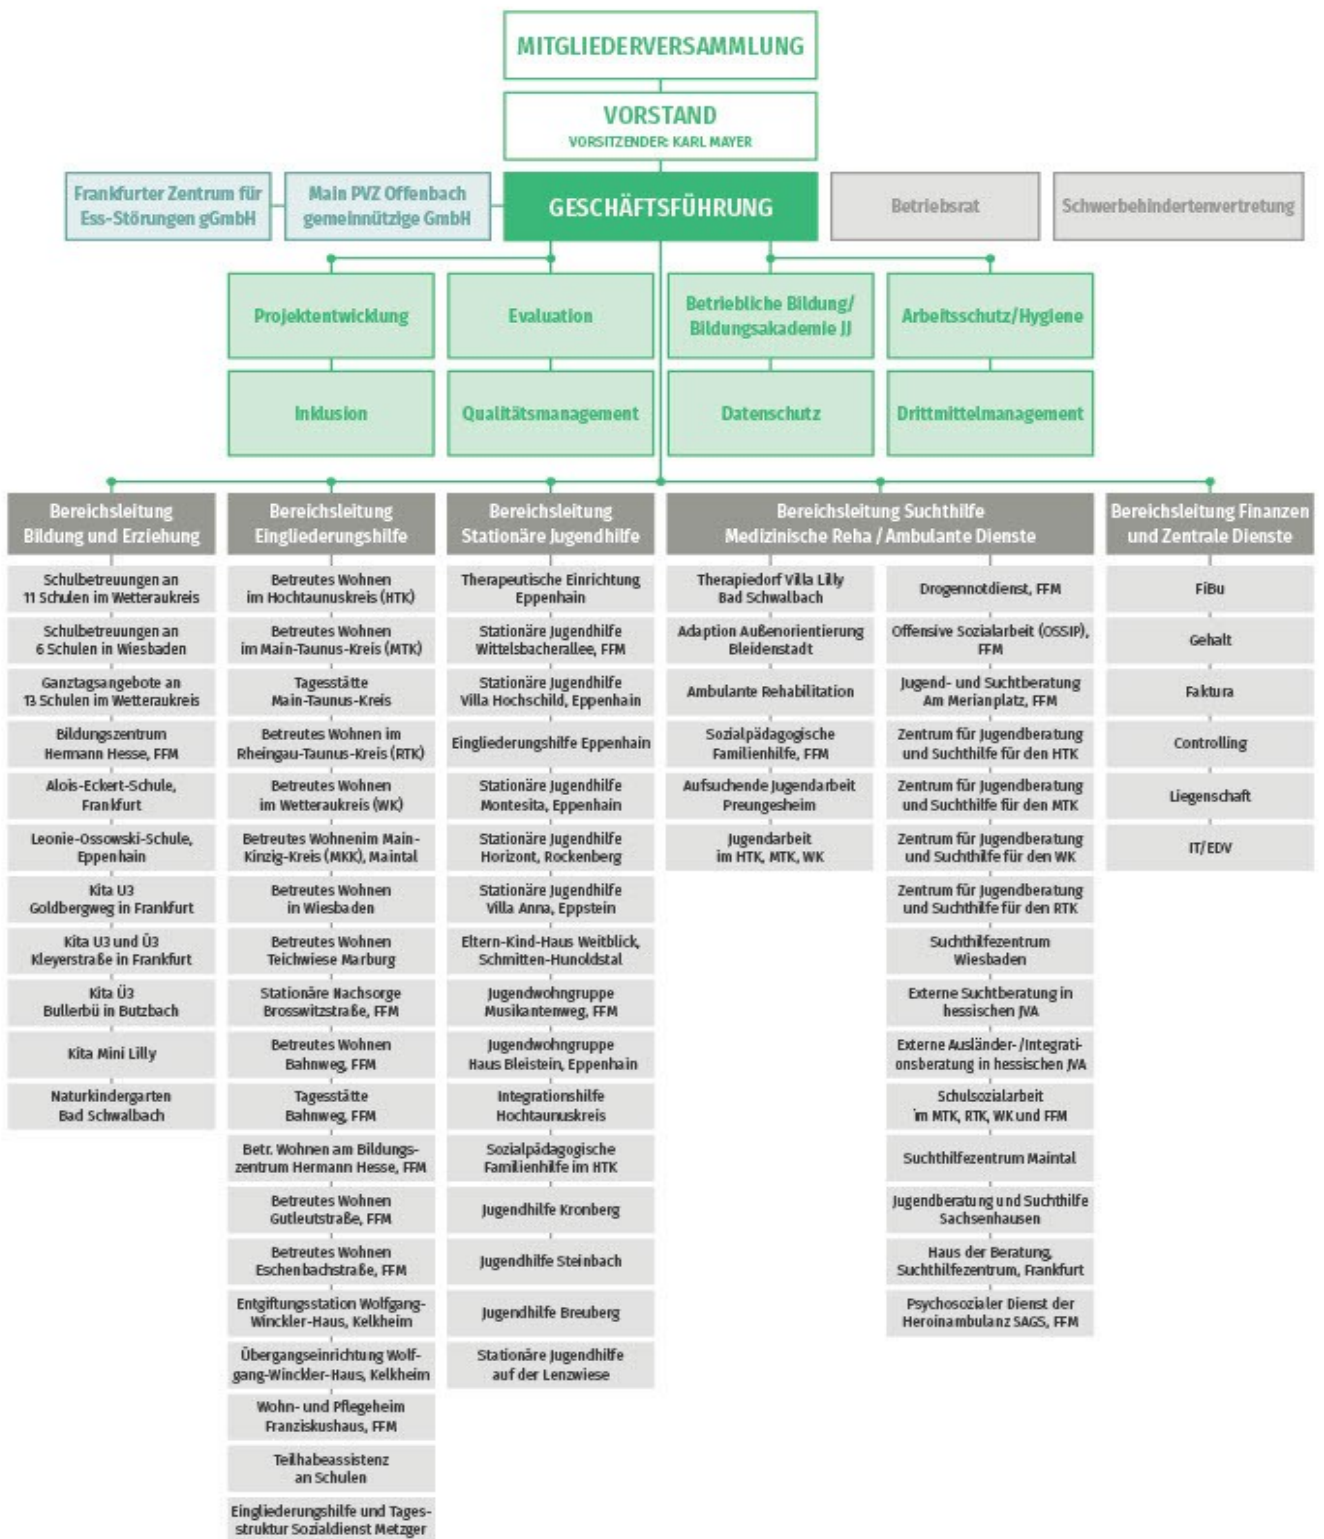 MITGLIEDERVERSAMMLUNG
VORSTAND
VORSITZENDER: KARL MAYER
Frankfurter Zentrum für
Ess-Störungen gGmbH
Main PVZ Offenbach
gemeinnützige GmbH
GESCHÄFTSFÜHRUNG
Betriebsrat
Schwerbehindertenvertretung
Projektentwicklung
Evaluation
Betriebliche Bildung/
Bildungsakademie JJ
Arbeitsschutz/Hygiene
Inklusion
Qualitätsmanagement
Datenschutz
Drittmittelmanagement
Bereichsleitung
Bildung und Erziehung
Schulbetreuungen an
11 Schulen im Wetteraukreis
Schulbetreuungen an
6 Schulen in Wiesbaden
Ganztagsangebote an
13 Schulen im Wetteraukreis
Bildungszentrum
Hermann Hesse, FFM
Alois-Eckert-Schule,
Frankfurt
Leonie-Ossowski-Schule,
Eppenhain
Kita U3
Goldbergweg in Frankfurt
Kita U3 und Ü3
Kleyerstraße in Frankfurt
Kita Ü3
Bullerbü in Butzbach
Kita Mini Lilly
Naturkindergarten
Bad Schwalbach
Bereichsleitung
Eingliederungshilfe
Betreutes Wohnen
im Hochtaunuskreis (HTK)
Betreutes Wohnen
im Main-Taunus-Kreis (MTK)
Tagesstätte
Main-Taunus-Kreis
Betreutes Wohnen im
Rheingau-Taunus-Kreis (RTK)
Betreutes Wohnen
im Wetteraukreis (WK)
Betreutes Wohnenim Main-
Kinzig-Kreis (MKK), Maintal
Betreutes Wohnen
in Wiesbaden
Betreutes Wohnen
Teichwiese Marburg
Stationäre Nachsorge
Brosswitzstraße, FFM
Betreutes Wohnen
Bahnweg, FFM
Tagesstätte
Bahnweg, FFM
Betr. Wohnen am Bildungs-
zentrum Hermann Hesse, FFM
Betreutes Wohnen
Gutleutstraße, FFM
Betreutes Wohnen
Eschenbachstraße, FFM
Entgiftungsstation Wolfgang-
Winckler-Haus, Kelkheim
Übergangseinrichtung Wolf-
gang-Winckler-Haus, Kelkheim
Wohn- und Pflegeheim
Franziskushaus, FFM
Teilhabeassistenz
an Schulen
Eingliederungshilfe und Tages-
struktur Sozialdienst Metzger
Bereichsleitung
Stationäre Jugendhilfe
Therapeutische Einrichtung
Eppenhain
Stationäre Jugendhilfe
Wittelsbacherallee, FFM
Stationäre Jugendhilfe
Villa Hochschild, Eppenhain
Eingliederungshilfe Eppenhain
Stationäre Jugendhilfe
Montesita, Eppenhain
Stationäre Jugendhilfe
Horizont, Rockenberg
Stationäre Jugendhilfe
Villa Anna, Eppstein
Eltern-Kind-Haus Weitblick,
Schmitten-Hunoldstal
Jugendwohngruppe
Musikantenweg, FFM
Jugendwohngruppe
Haus Bleistein, Eppenhain
Integrationshilfe
Hochtaunuskreis
Sozialpädagogische
Familienhilfe im HTK
Jugendhilfe Kronberg
Jugendhilfe Steinbach
Jugendhilfe Breuberg
Stationäre Jugendhilfe
auf der Lenzwiese
Bereichsleitung Suchthilfe
Medizinische Reha / Ambulante Dienste
Therapiedorf Villa Lilly
Bad Schwalbach
Adaption Außenorientierung
Bleidenstadt
Ambulante Rehabilitation
Sozialpädagogische
Familienhilfe, FFM
Aufsuchende Jugendarbeit
Preungesheim
Jugendarbeit
im HTK, MTK, WK
Drogennotdienst, FFM
Offensive Sozialarbeit (OSSIP),
FFM
Jugend- und Suchtberatung
Am Merianplatz, FFM
Zentrum für Jugendberatung
und Suchthilfe für den HTK
Zentrum für Jugendberatung
und Suchthilfe für den MTK
Zentrum für Jugendberatung
und Suchthilfe für den WK
Zentrum für Jugendberatung
und Suchthilfe für den RTK
Suchthilfezentrum
Wiesbaden
Externe Suchtberatung in
hessischen JVA
Externe Ausländer-/Integrati-
onsberatung in hessischen JVA
Schulsozialarbeit
im MTK, RTK, WK und FFM
Suchthilfezentrum Maintal
Jugendberatung und Suchthilfe
Sachsenhausen
Haus der Beratung,
Suchthilfezentrum, Frankfurt
Psychosozialer Dienst der
Heroinambulanz SAGS, FFM
Bereichsleitung Finanzen
und Zentrale Dienste
FiBu
Gehalt
Faktura
Controlling
Liegenschaft
IT/EDV